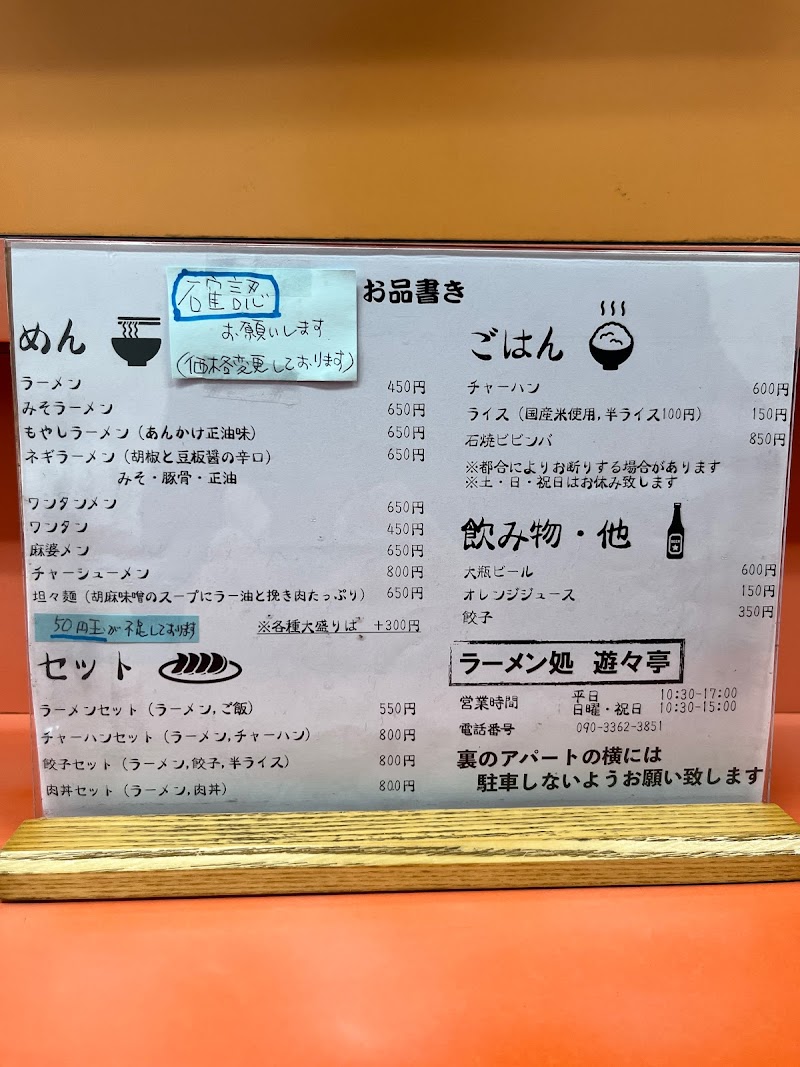 お品書き
確認
お願いします
(価格変更しております)
めん
ラーメン 450円
みそラーメン 650円
もやしラーメン（あんかけ正油味） 650円
ネギラーメン（胡椒と豆板醤の辛口） 650円
みそ・豚骨・正油
ワンタンメン 650円
ワンタン 450円
麻婆メン 650円
チャーシューメン 800円
坦々麺（胡麻味噌のスープにラー油と挽き肉たっぷり） 650円
50円玉が不足しております
※各種大盛りは +300円
セット
ラーメンセット（ラーメン,ご飯） 550円
チャーハンセット（ラーメン,チャーハン） 800円
餃子セット（ラーメン,餃子,半ライス） 800円
肉丼セット（ラーメン,肉丼） 800円
ごはん
チャーハン 600円
ライス（国産米使用,半ライス100円） 150円
石焼ビビンバ 850円
※都合によりお断りする場合があります
※土・日・祝日はお休み致します
飲み物・他
大瓶ビール 600円
オレンジジュース 150円
餃子 350円
ラーメン処 遊々亭
営業時間 平日 10:30-17:00
日曜・祝日 10:30-15:00
電話番号 090-3362-3851
裏のアパートの横には
駐車しないようお願い致します